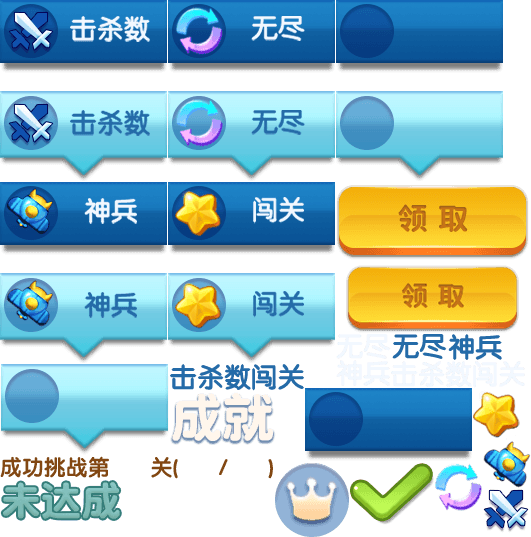 击杀数 无尽
击杀数 无尽
神兵 闯关 领取
神兵 闯关 领取
无尽 无尽神兵
神兵击杀数闯关
击杀数闯关
成就
成功挑战第 关( / )
未达成